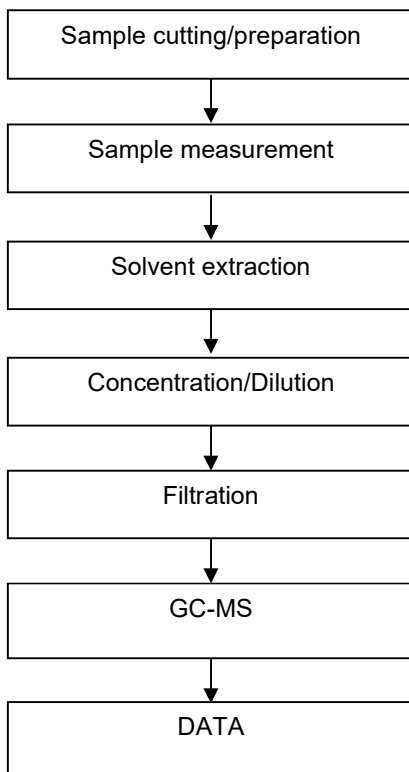 Sample cutting/preparation
Sample measurement
Solvent extraction
Concentration/Dilution
Filtration
GC-MS
DATA